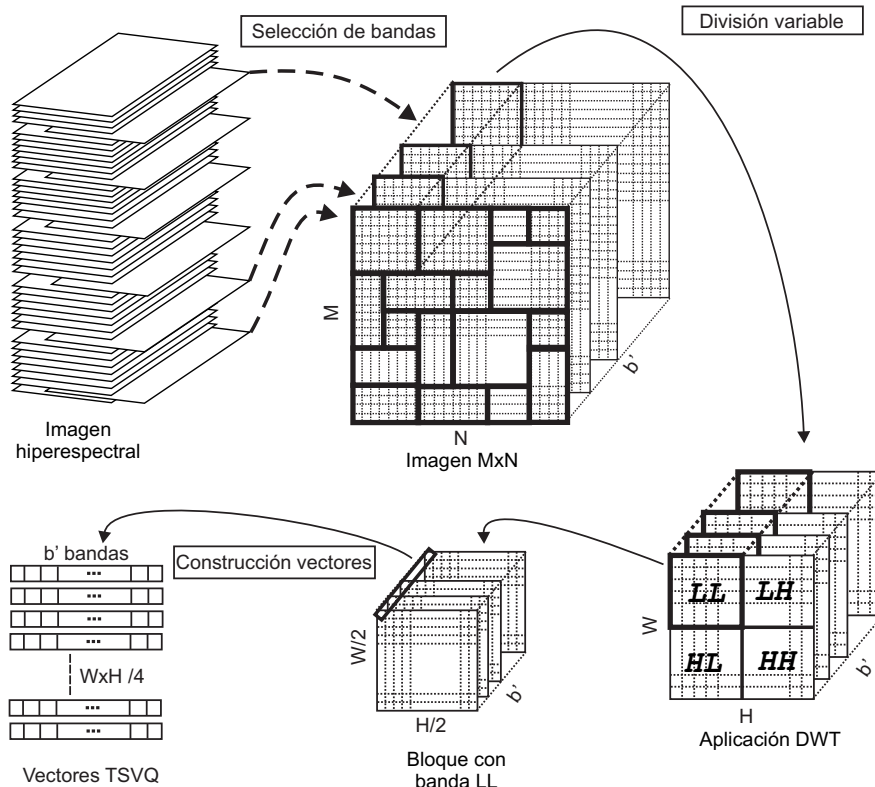 Selección de bandas
División variable
Imagen
hiperespectral
M
N
b'
Imagen MxN
b' bandas
...
...
...
...
WxH /4
...
...
Vectores TSVQ
Construcción vectores
W/2
H/2
b'
Bloque con
banda LL
LL
LH
HL
HH
W
H
b'
Aplicación DWT